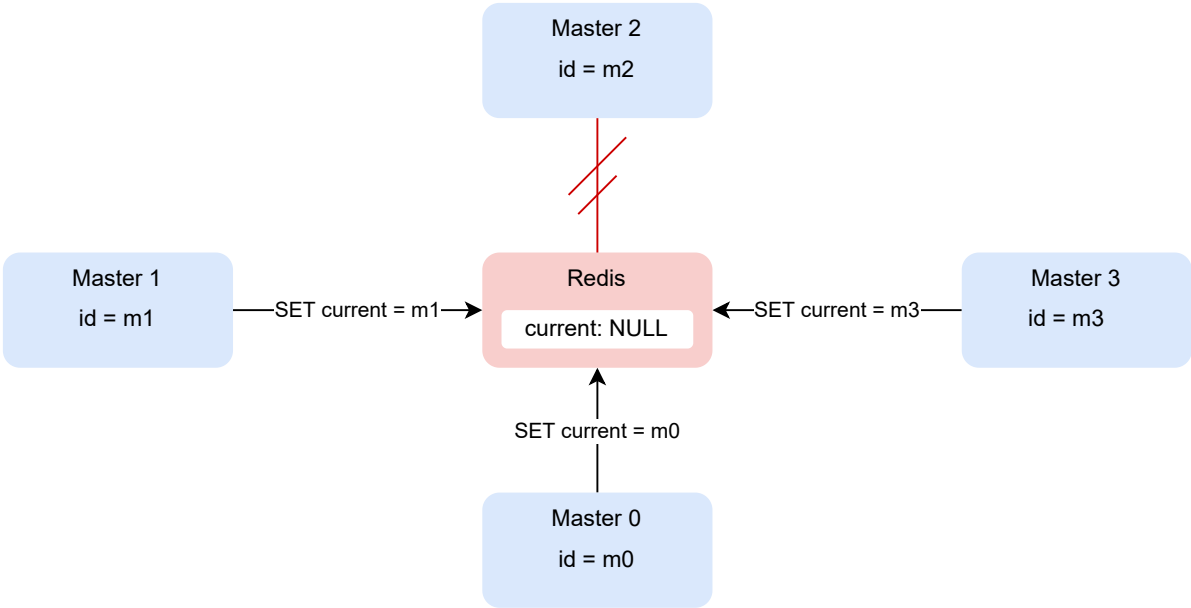 Master 2
id = m2
Master 1
id = m1
SET current = m1
Redis
current: NULL
SET current = m3
Master 3
id = m3
SET current = m0
Master 0
id = m0